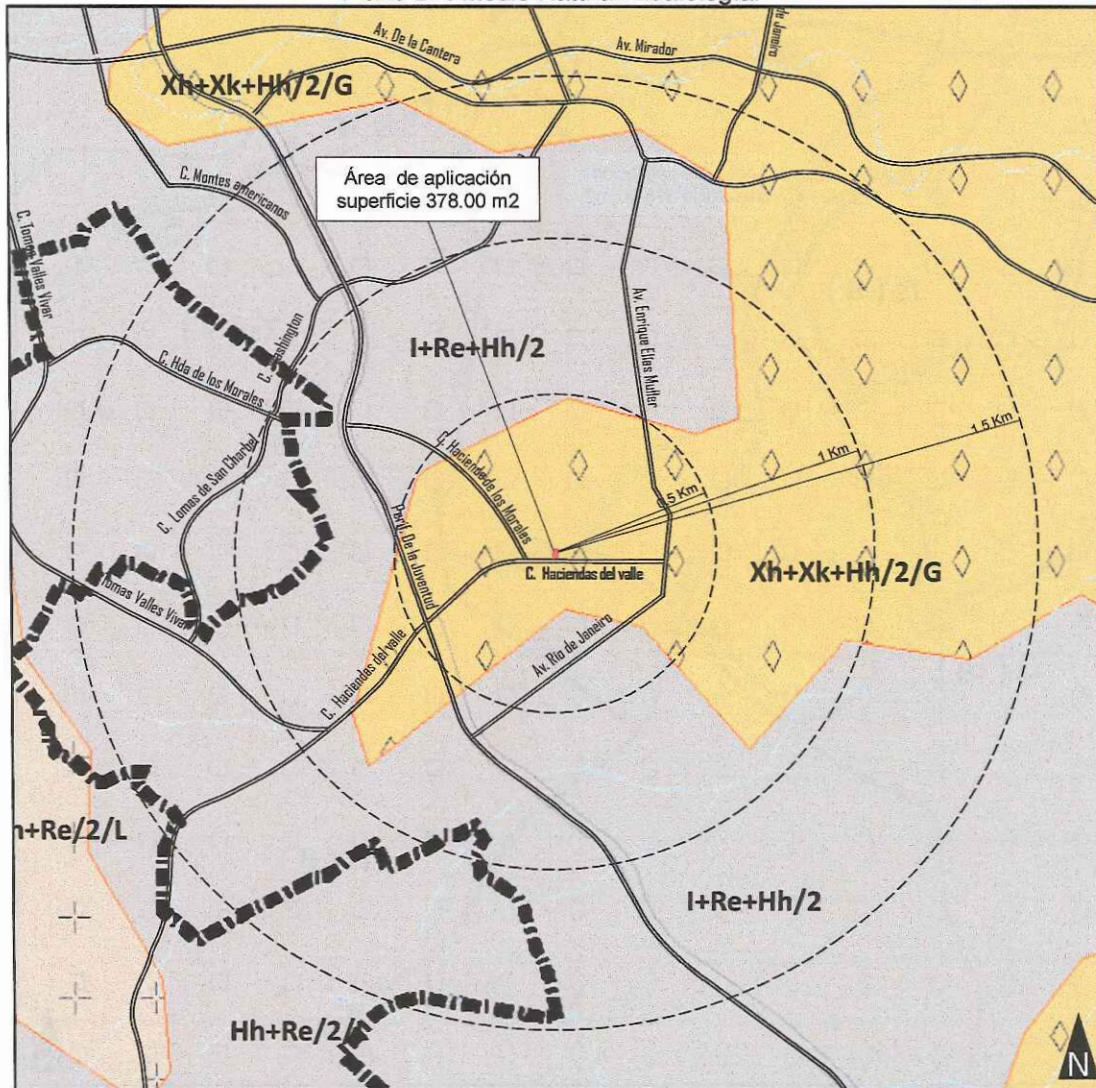 Av. De la Cantera
Av. Mirador
de Janeiro
Xh+Xk+Hh/2/G
Área de aplicación
superficie 378.00 m2
C. Montes americanos
C. Tomas Valles Vivar
Av. Enrique Elias Muller
I+Re+Hh/2
C. Hda de los Morales
1.5 Km
1 Km
0.5 Km
C. Hacienda de los Morales
C. Lomas de San Charbel
Perif. De la Juventud
C. Haciendas del valle
Xh+Xk+Hh/2/G
Tomas Valles Vivar
Av. Rio de Janeiro
C. Haciendas del valle
h+Re/2/L
I+Re+Hh/2
Hh+Re/2/
N